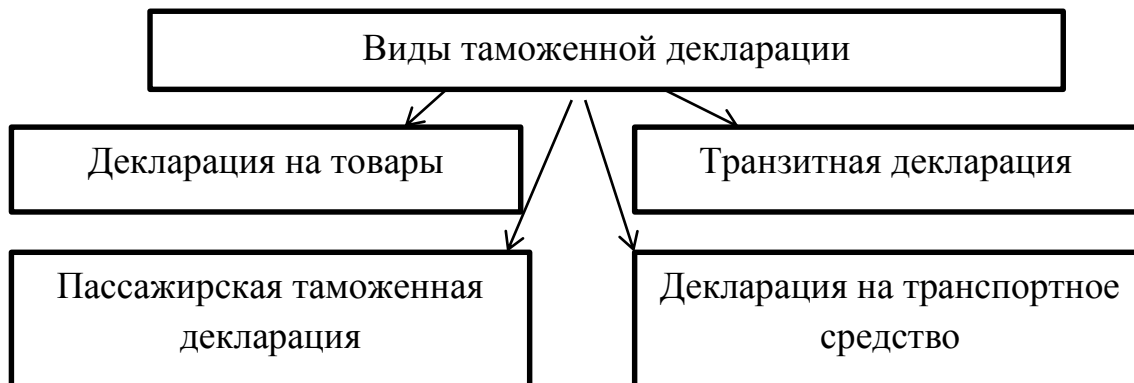 Виды таможенной декларации
Декларация на товары
Транзитная декларация
Пассажирская таможенная
декларация
Декларация на транспортное
средство